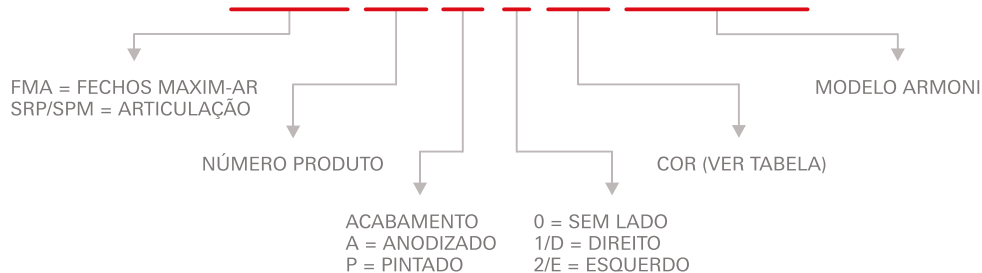 FMA = FECHOS MAXIM-AR
SRP/SPM = ARTICULAÇÃO
MODELO ARMONI
NÚMERO PRODUTO
COR (VER TABELA)
ACABAMENTO
A = ANODIZADO
P = PINTADO
0 = SEM LADO
1/D = DIREITO
2/E = ESQUERDO